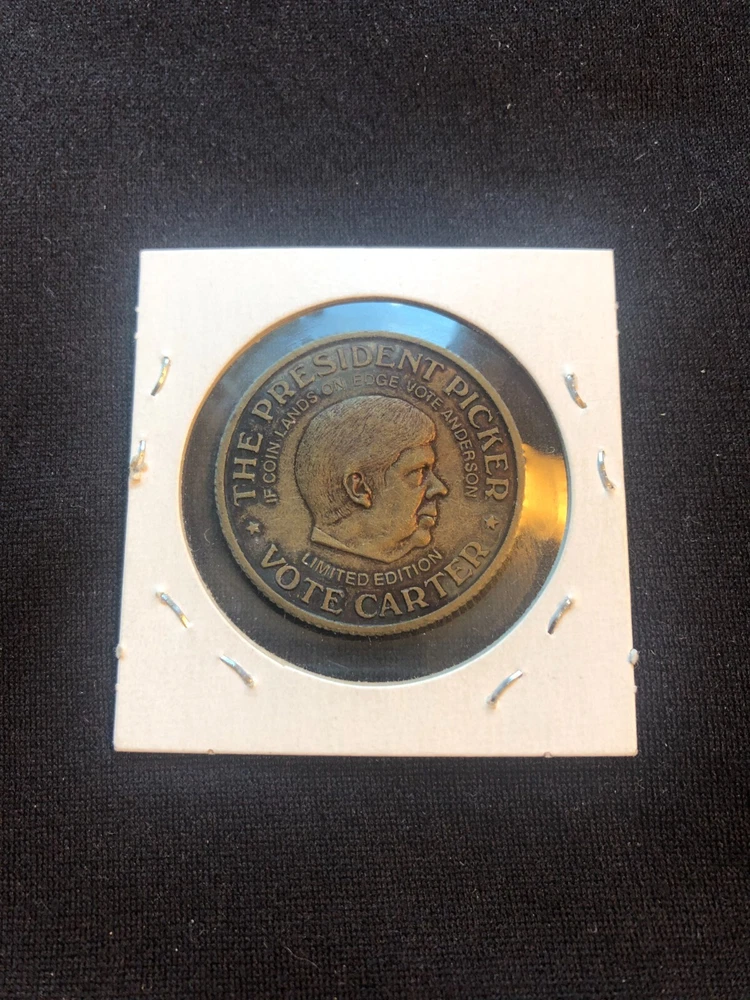 THE PRESIDENT PICKER
IF COIN LANDS ON EDGE VOTE ANDERSON
LIMITED EDITION
VOTE CARTER